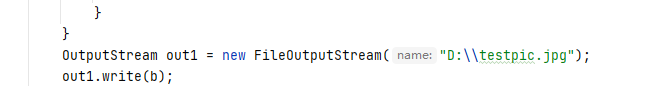 }
}
OutputStream out1 = new FileOutputStream( name: "D:\\testpic.jpg");
out1.write(b);